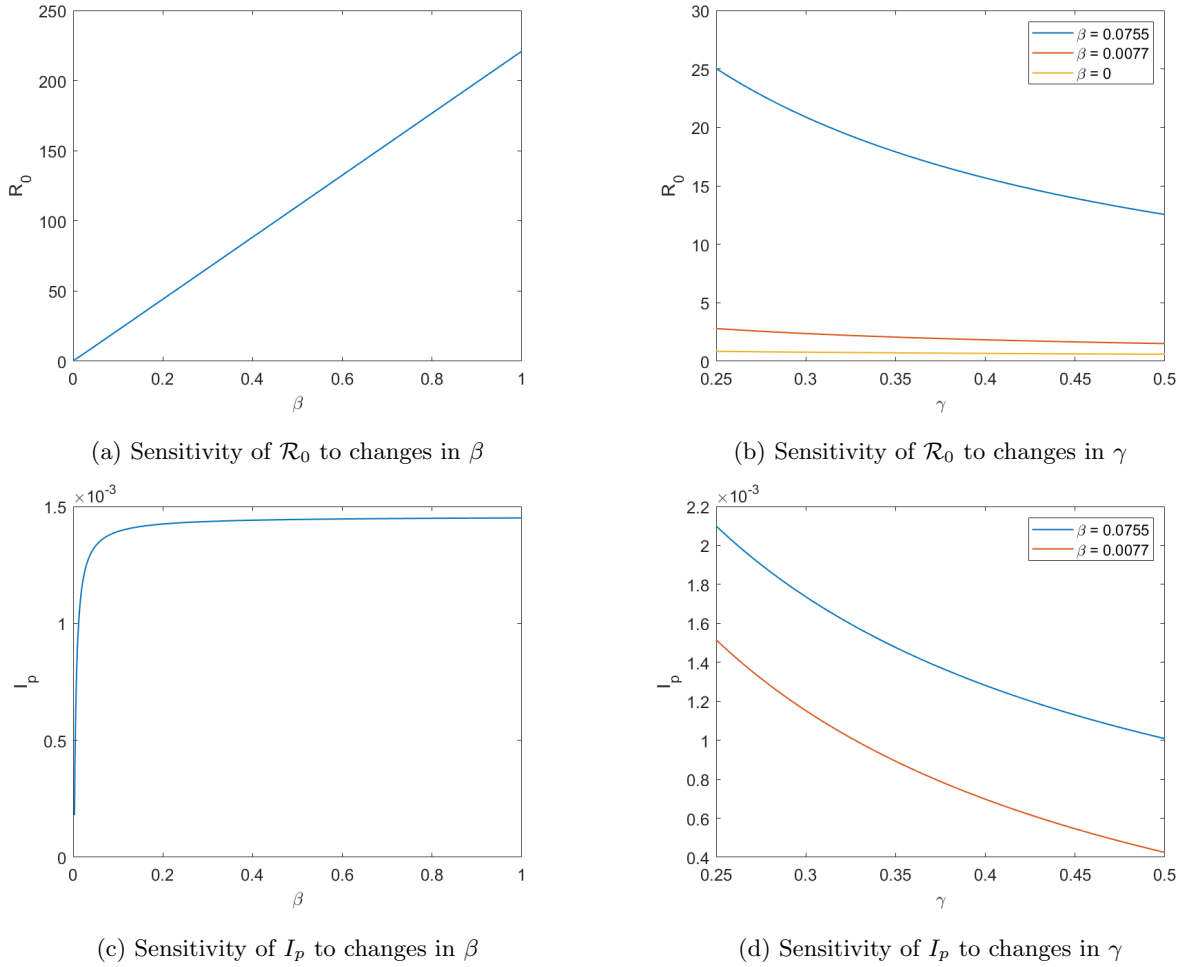 250
200
150
100
50
0
R_0
0 0.2 0.4 0.6 0.8 1
β
(a) Sensitivity of ℛ₀ to changes in β
30
25
20
15
10
5
0
R_0
β = 0.0755
β = 0.0077
β = 0
0.25 0.3 0.35 0.4 0.45 0.5
γ
(b) Sensitivity of ℛ₀ to changes in γ
×10⁻³
1.5
1
0.5
0
I_p
0 0.2 0.4 0.6 0.8 1
β
(c) Sensitivity of I_p to changes in β
×10⁻³
2.2
2
1.8
1.6
1.4
1.2
1
0.8
0.6
0.4
I_p
β = 0.0755
β = 0.0077
0.25 0.3 0.35 0.4 0.45 0.5
γ
(d) Sensitivity of I_p to changes in γ